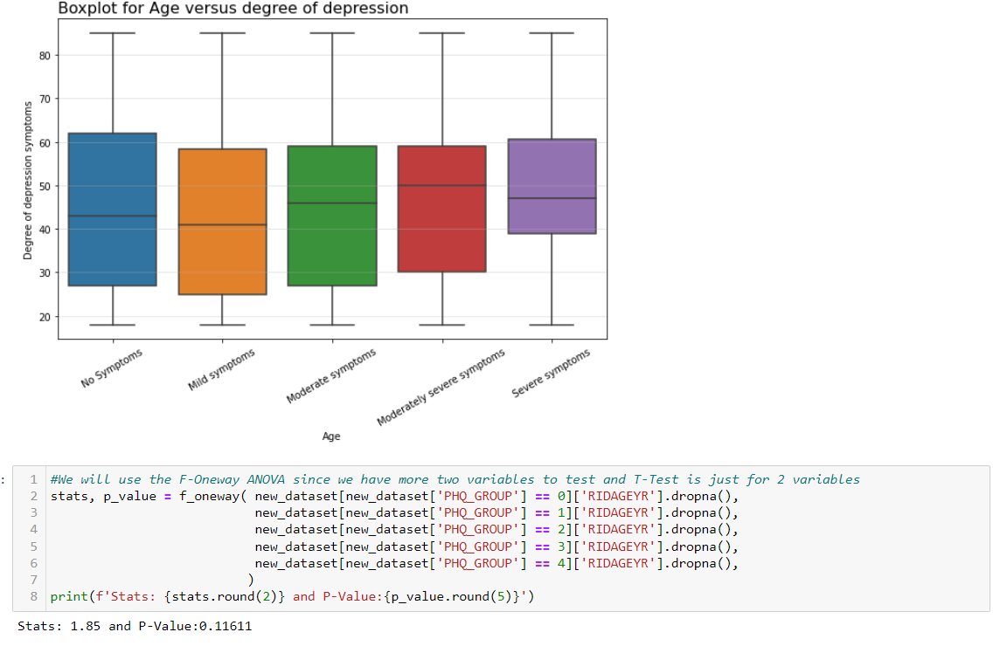 Boxplot for Age versus degree of depression
Degree of depression symptoms
80
70
60
50
40
30
20
No Symptoms
Mild symptoms
Moderate symptoms
Moderately severe symptoms
Severe symptoms
Age
:
1 #We will use the F-Oneway ANOVA since we have more two variables to test and T-Test is just for 2 variables
2 stats, p_value = f_oneway( new_dataset[new_dataset['PHQ_GROUP'] == 0]['RIDAGEYR'].dropna(),
3 new_dataset[new_dataset['PHQ_GROUP'] == 1]['RIDAGEYR'].dropna(),
4 new_dataset[new_dataset['PHQ_GROUP'] == 2]['RIDAGEYR'].dropna(),
5 new_dataset[new_dataset['PHQ_GROUP'] == 3]['RIDAGEYR'].dropna(),
6 new_dataset[new_dataset['PHQ_GROUP'] == 4]['RIDAGEYR'].dropna(),
7 )
8 print(f'Stats: {stats.round(2)} and P-Value:{p_value.round(5)}')
Stats: 1.85 and P-Value:0.11611